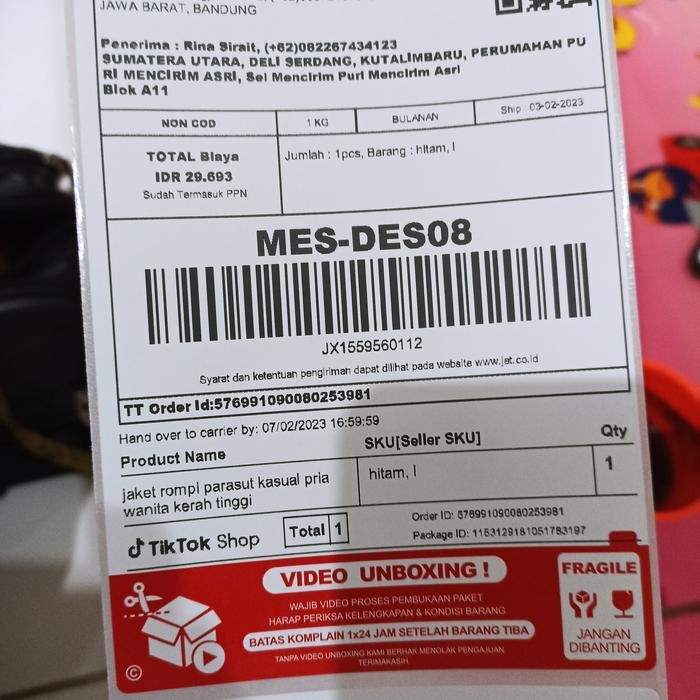 JAWA BARAT, BANDUNG
Penerima : Rina Sirait, (+62)082267434123
SUMATERA UTARA, DELI SERDANG, KUTALIMBARU, PERUMAHAN PU
RI MENCIRIM ASRI, Sei Mencirim Puri Mencirim Asri
Blok A11
NON COD 1 KG BULANAN Ship : 03-02-2023
TOTAL Biaya
IDR 29.693
Sudah Termasuk PPN
Jumlah : 1pcs, Barang : hitam, l
MES-DES08
JX1559560112
Syarat dan ketentuan pengiriman dapat dilihat pada website www.jet.co.id
TT Order Id:576991090080253981
Hand over to carrier by: 07/02/2023 16:59:59
Product Name SKU[Seller SKU] Qty
jaket rompi parasut kasual pria
wanita kerah tinggi
hitam, l
1
TikTok Shop
Total 1
Order ID: 576991090080253981
Package ID: 1153129181051783197
VIDEO UNBOXING !
WAJIB VIDEO PROSES PEMBUKAAN PAKET
HARAP PERIKSA KELENGKAPAN & KONDISI BARANG
BATAS KOMPLAIN 1x24 JAM SETELAH BARANG TIBA
TANPA VIDEO UNBOXING KAMI BERHAK MENOLAK PENGAJUAN
TERIMAKASIH
©
FRAGILE
JANGAN
DIBANTING